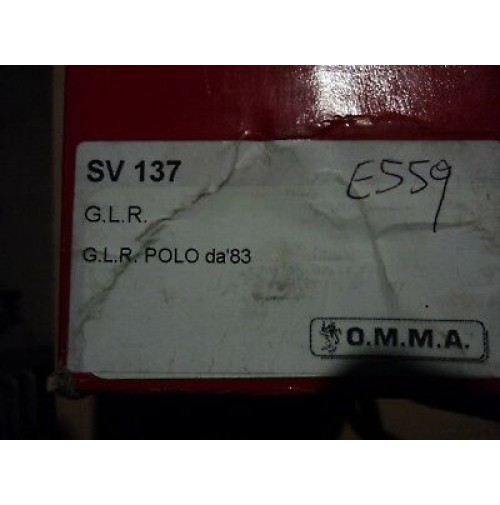 SV 137
E559
G.L.R.
G.L.R. POLO da'83
O.M.M.A.